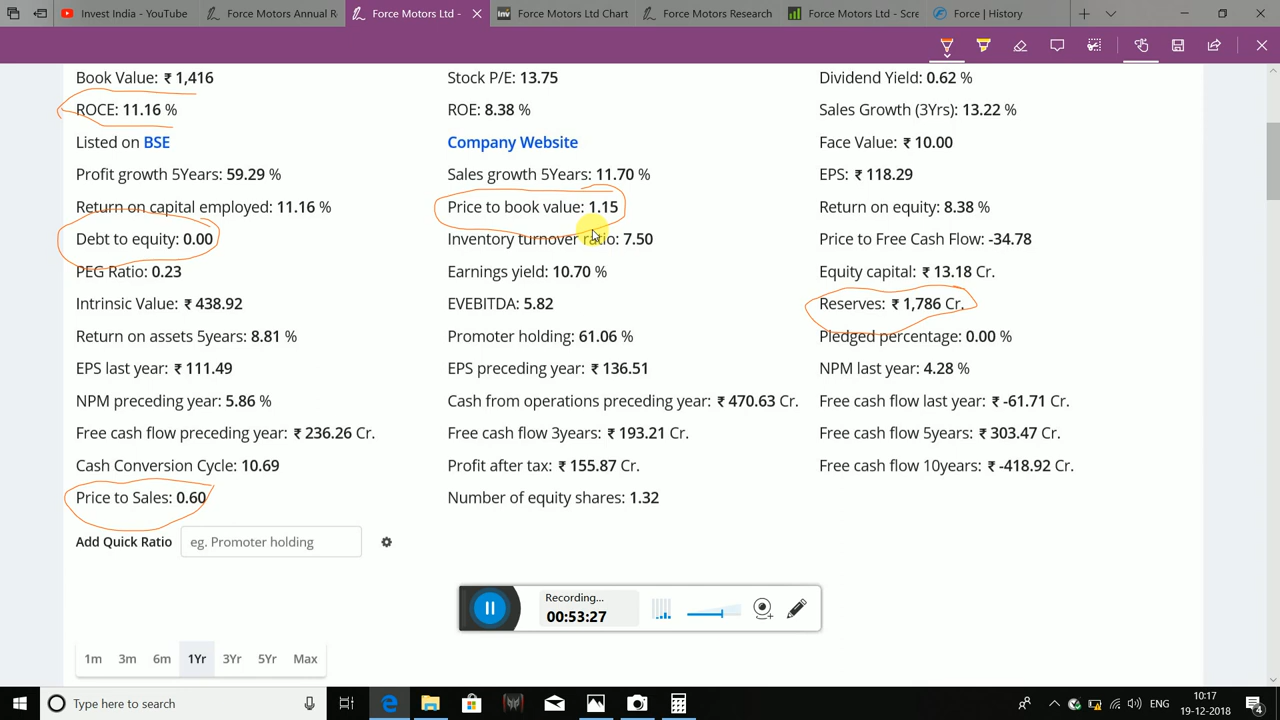 Invest India - YouTube
Force Motors Annual R
Force Motors Ltd -
Force Motors Ltd Chart
Force Motors Research
Force Motors Ltd - Scre
Force | History
Book Value: ₹ 1,416
Stock P/E: 13.75
Dividend Yield: 0.62 %
ROCE: 11.16 %
ROE: 8.38 %
Sales Growth (3Yrs): 13.22 %
Listed on BSE
Company Website
Face Value: ₹ 10.00
Profit growth 5Years: 59.29 %
Sales growth 5Years: 11.70 %
EPS: ₹ 118.29
Return on capital employed: 11.16 %
Price to book value: 1.15
Return on equity: 8.38 %
Debt to equity: 0.00
Inventory turnover ratio: 7.50
Price to Free Cash Flow: -34.78
PEG Ratio: 0.23
Earnings yield: 10.70 %
Equity capital: ₹ 13.18 Cr.
Intrinsic Value: ₹ 438.92
EVEBITDA: 5.82
Reserves: ₹ 1,786 Cr.
Return on assets 5years: 8.81 %
Promoter holding: 61.06 %
Pledged percentage: 0.00 %
EPS last year: ₹ 111.49
EPS preceding year: ₹ 136.51
NPM last year: 4.28 %
NPM preceding year: 5.86 %
Cash from operations preceding year: ₹ 470.63 Cr.
Free cash flow last year: ₹ -61.71 Cr.
Free cash flow preceding year: ₹ 236.26 Cr.
Free cash flow 3years: ₹ 193.21 Cr.
Free cash flow 5years: ₹ 303.47 Cr.
Cash Conversion Cycle: 10.69
Profit after tax: ₹ 155.87 Cr.
Free cash flow 10years: ₹ -418.92 Cr.
Price to Sales: 0.60
Number of equity shares: 1.32
Add Quick Ratio
eg. Promoter holding
Recording...
00:53:27
1m 3m 6m 1Yr 3Yr 5Yr Max
Type here to search
ENG
10:17
19-12-2018
4